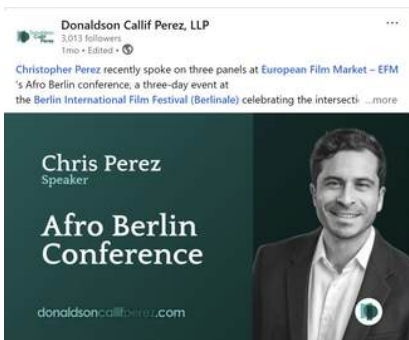 Donaldson Callif Perez, LLP
3,013 followers
1mo • Edited •
Christopher Perez recently spoke on three panels at European Film Market – EFM
's Afro Berlin conference, a three-day event at
the Berlin International Film Festival (Berlinale) celebrating the intersecti ...more
Chris Perez
Speaker
Afro Berlin
Conference
donaldsoncallifperez.com